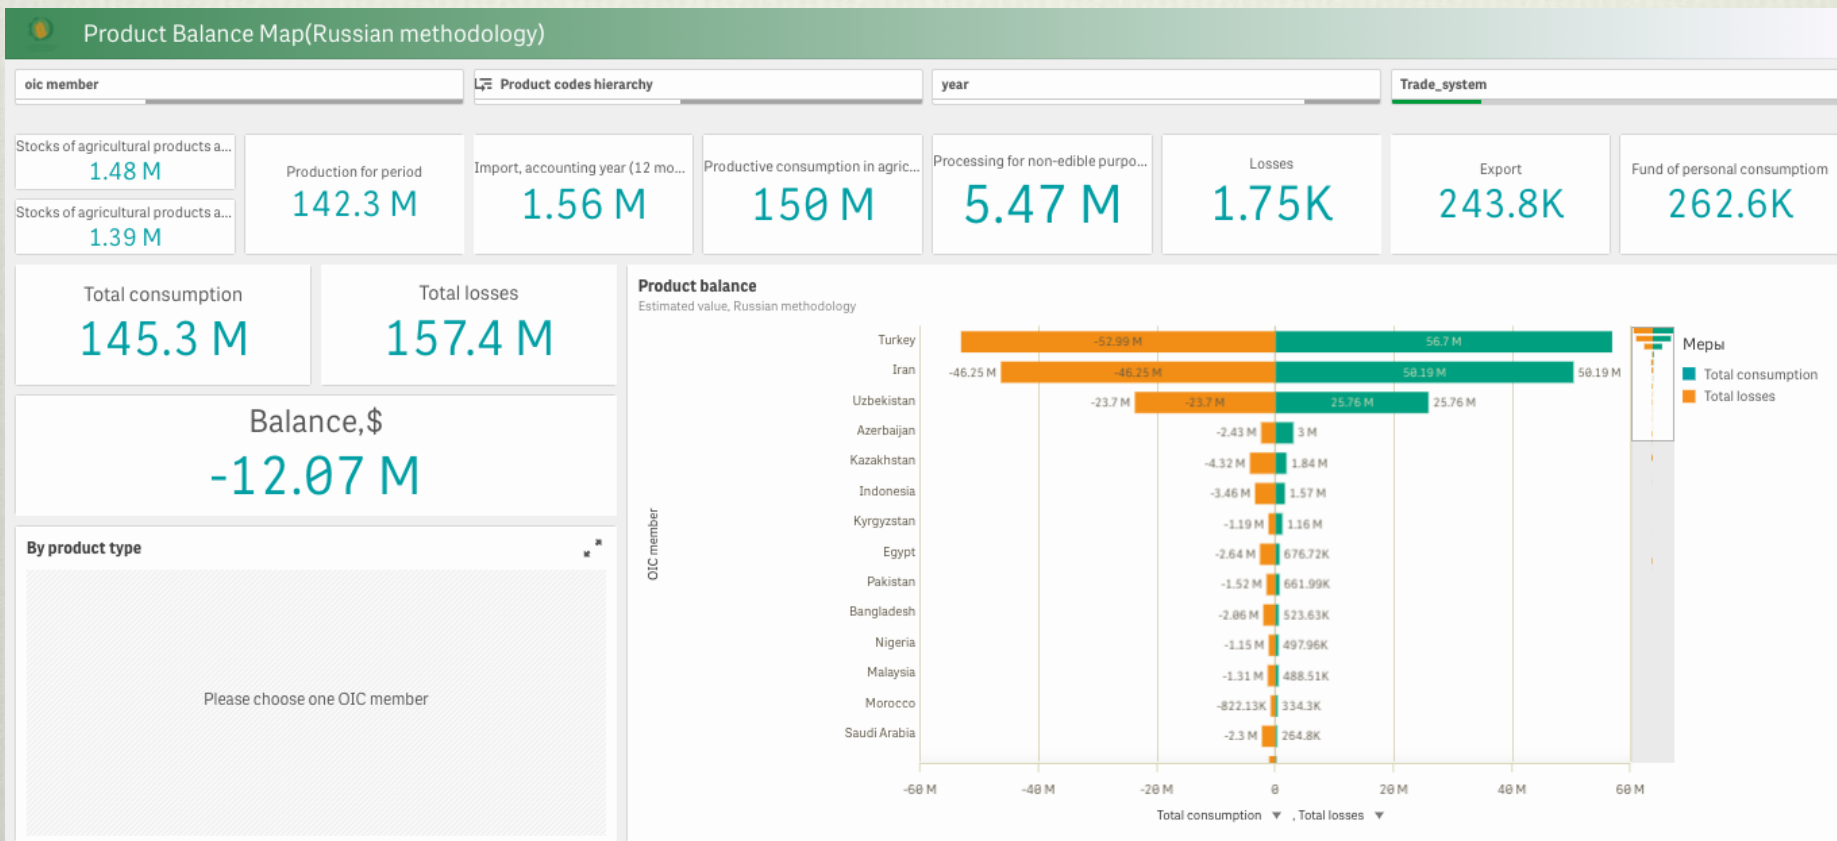 Product Balance Map(Russian methodology)
oic member
Product codes hierarchy
year
Trade_system
Stocks of agricultural products a...
1.48 M
Stocks of agricultural products a...
1.39 M
Production for period
142.3 M
Import, accounting year (12 mo...
1.56 M
Productive consumption in agric...
150 M
Processing for non-edible purpo...
5.47 M
Losses
1.75K
Export
243.8K
Fund of personal consumptiom
262.6K
Total consumption
145.3 M
Total losses
157.4 M
Balance,$
-12.07 M
By product type
Please choose one OIC member
Product balance
Estimated value, Russian methodology
OIC member
Turkey -52.99 M 56.7 M
Iran -46.25 M -46.25 M 50.19 M 50.19 M
Uzbekistan -23.7 M -23.7 M 25.76 M 25.76 M
Azerbaijan -2.43 M 3 M
Kazakhstan -4.32 M 1.84 M
Indonesia -3.46 M 1.57 M
Kyrgyzstan -1.19 M 1.16 M
Egypt -2.64 M 676.72K
Pakistan -1.52 M 661.99K
Bangladesh -2.06 M 523.63K
Nigeria -1.15 M 497.96K
Malaysia -1.31 M 488.51K
Morocco -822.13K 334.3K
Saudi Arabia -2.3 M 264.8K
-60 M -40 M -20 M 0 20 M 40 M 60 M
Total consumption , Total losses
Меры
Total consumption
Total losses